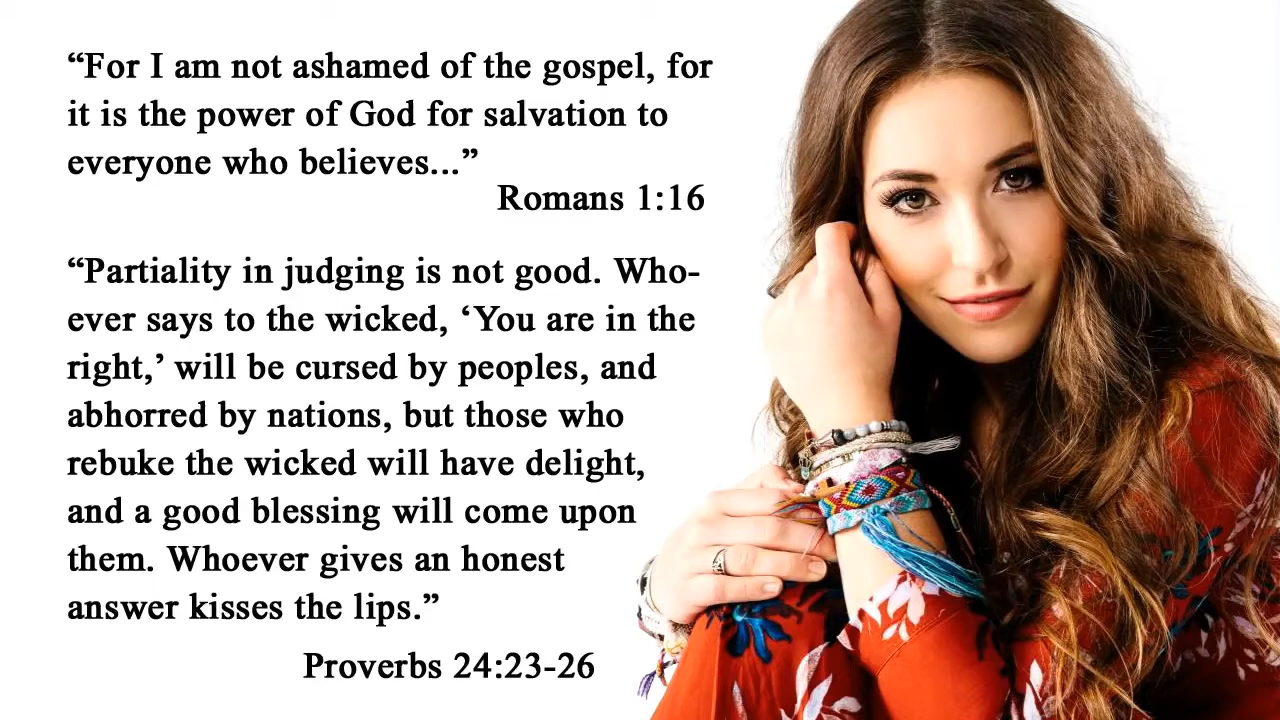 “For I am not ashamed of the gospel, for
it is the power of God for salvation to
everyone who believes...”
Romans 1:16
“Partiality in judging is not good. Who-
ever says to the wicked, ‘You are in the
right,’ will be cursed by peoples, and
abhorred by nations, but those who
rebuke the wicked will have delight,
and a good blessing will come upon
them. Whoever gives an honest
answer kisses the lips.”
Proverbs 24:23-26